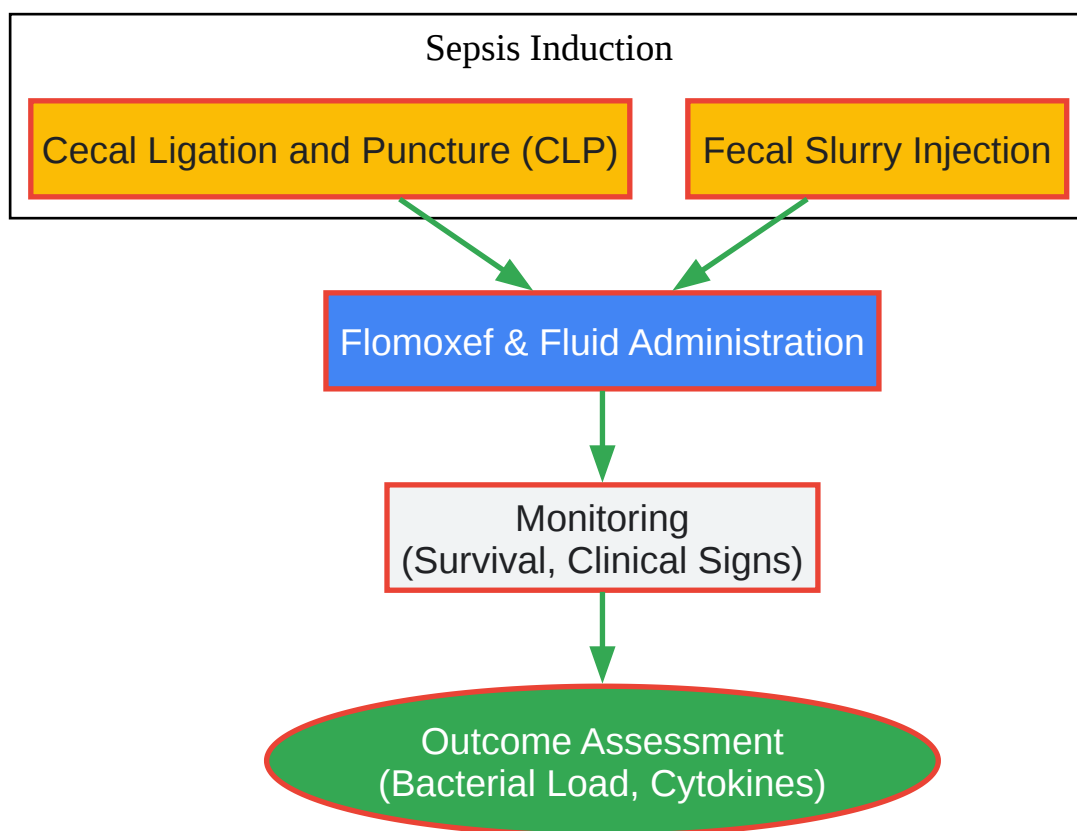 Sepsis Induction
Cecal Ligation and Puncture (CLP)
Fecal Slurry Injection
Flomoxef & Fluid Administration
Monitoring
(Survival, Clinical Signs)
Outcome Assessment
(Bacterial Load, Cytokines)